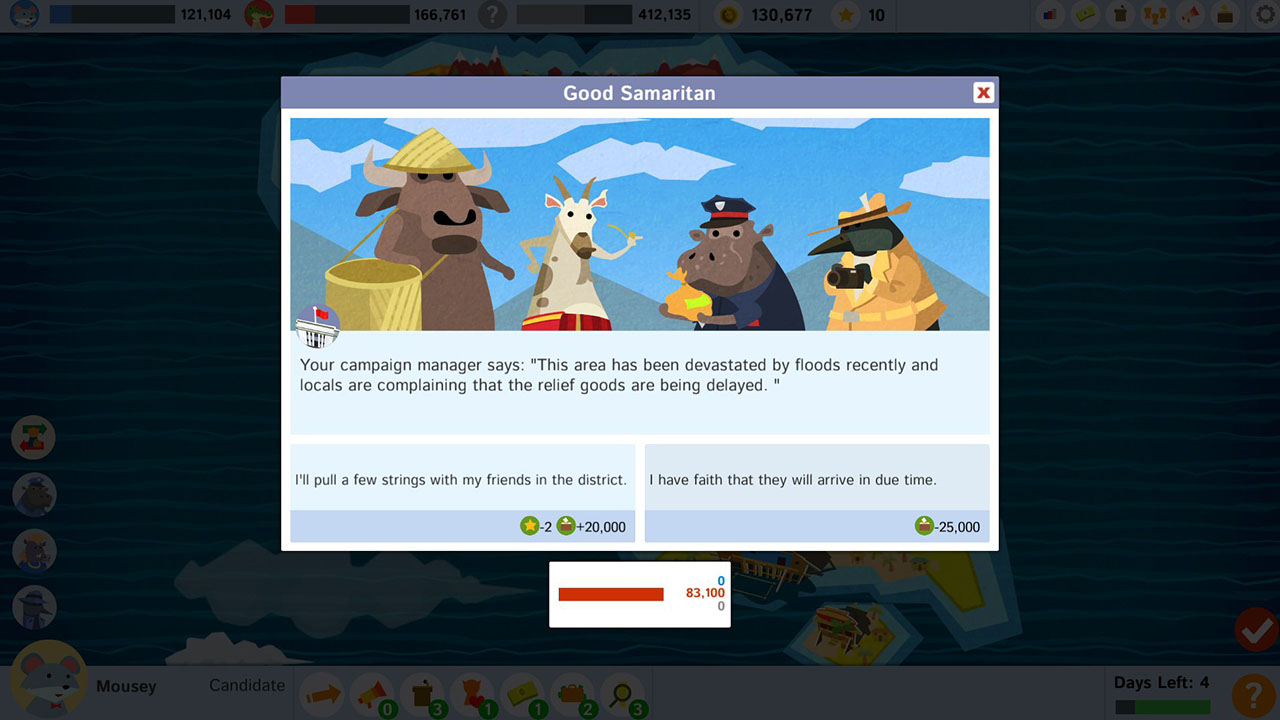 121,104
166,761
?
412,135
130,677
10
Good Samaritan
X
Your campaign manager says: "This area has been devastated by floods recently and
locals are complaining that the relief goods are being delayed. "
I'll pull a few strings with my friends in the district.
-2 +20,000
I have faith that they will arrive in due time.
-25,000
0
83,100
0
Mousey
Candidate
0
3
1
1
2
3
Days Left: 4
?